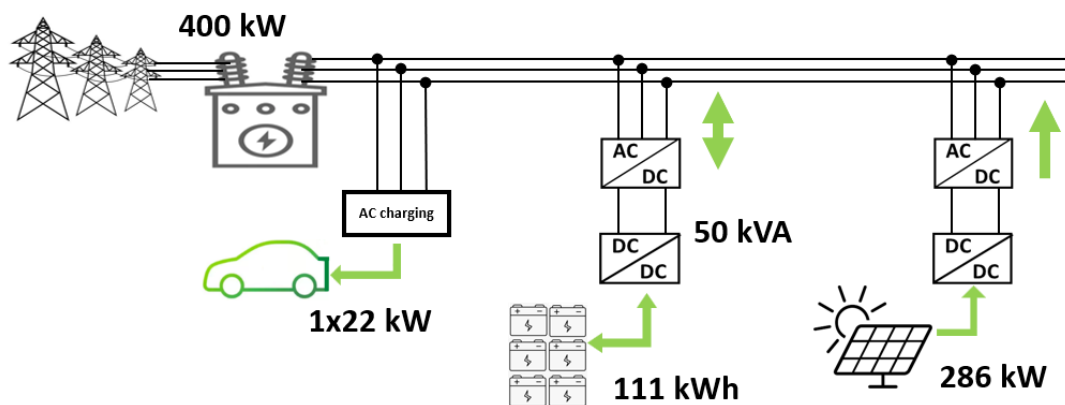 400 kW
AC
DC
AC
DC
AC charging
50 kVA
DC
DC
DC
DC
1x22 kW
111 kWh
286 kW